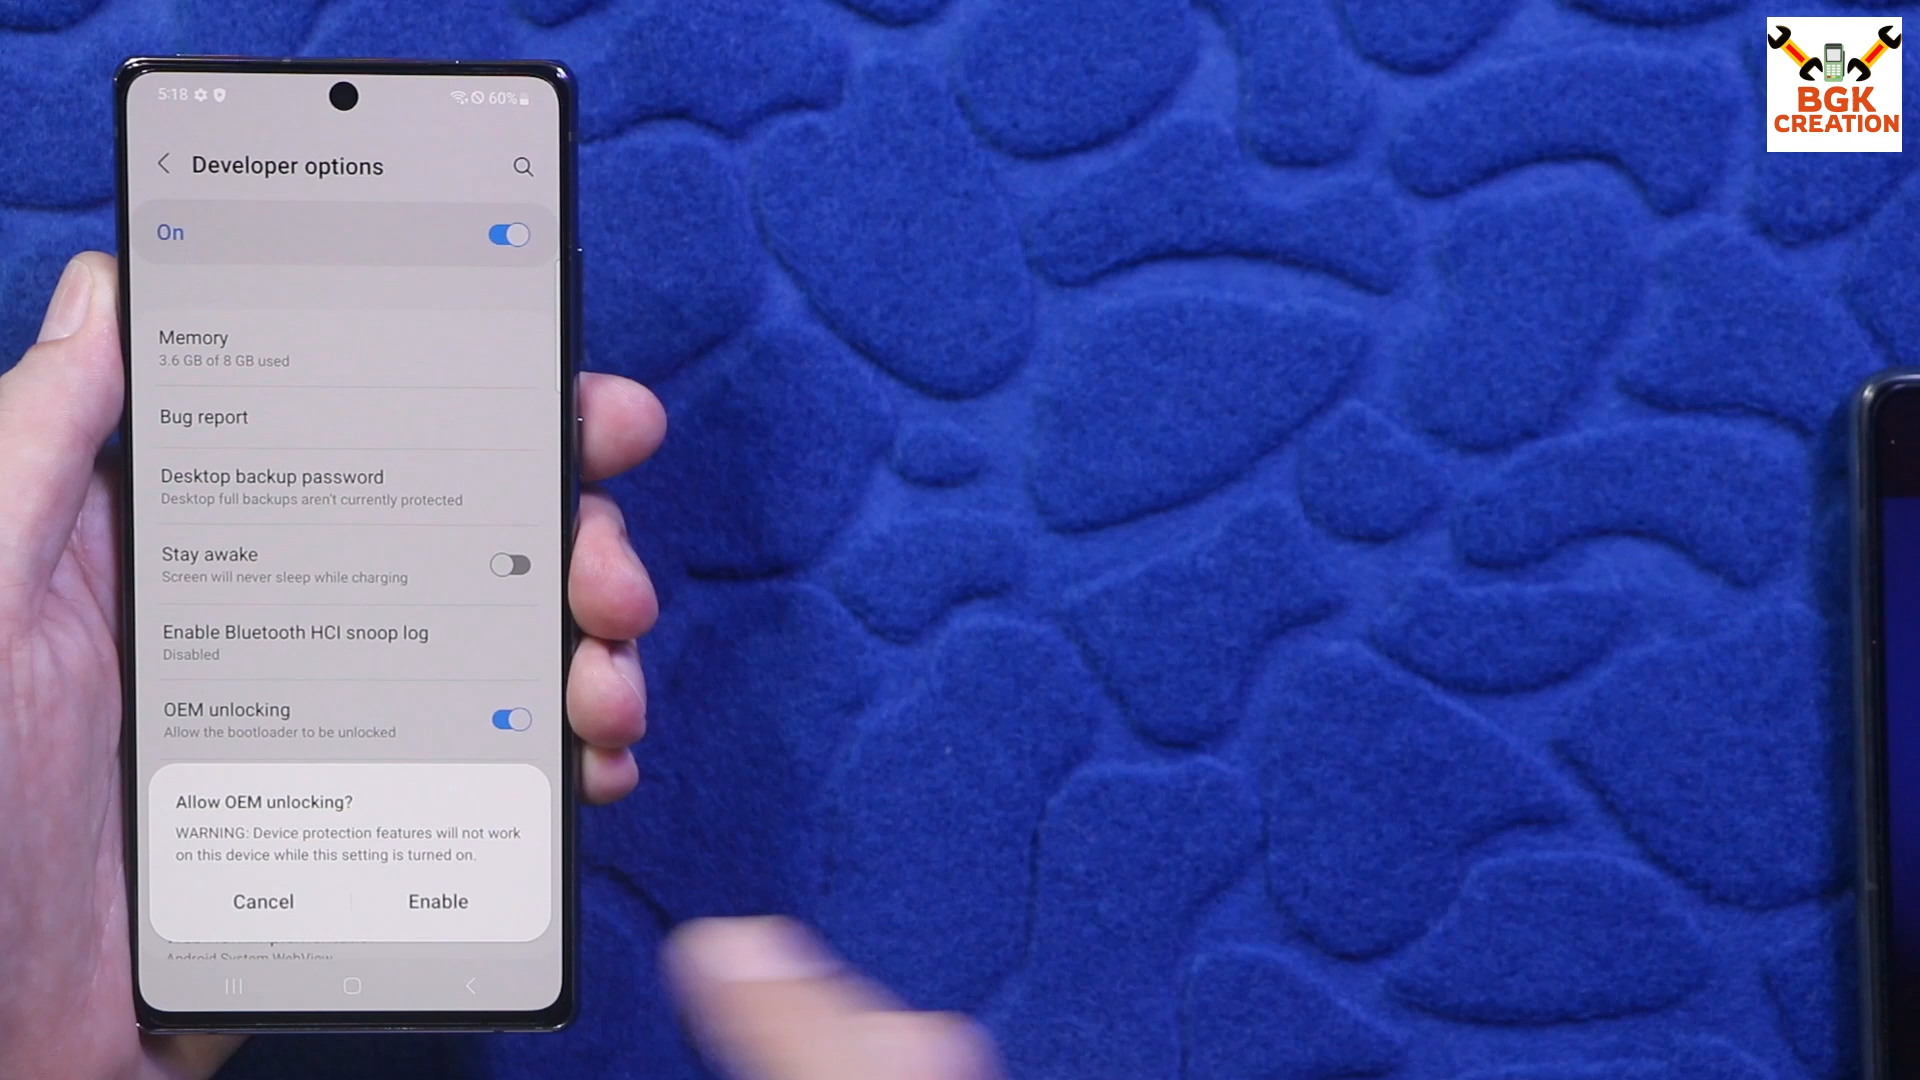 5:18
60%
BGK
CREATION
Developer options
On
Memory
3.6 GB of 8 GB used
Bug report
Desktop backup password
Desktop full backups aren't currently protected
Stay awake
Screen will never sleep while charging
Enable Bluetooth HCI snoop log
Disabled
OEM unlocking
Allow the bootloader to be unlocked
Allow OEM unlocking?
WARNING: Device protection features will not work
on this device while this setting is turned on.
Cancel
Enable
Android System WebView